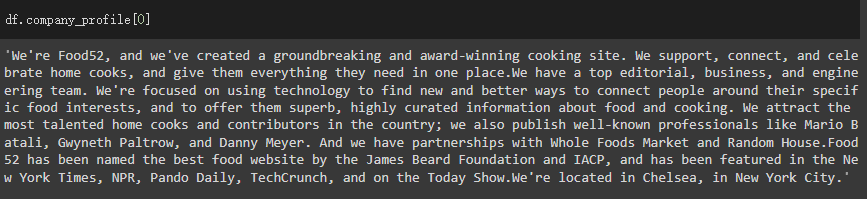 df.company_profile[0]
'We're Food52, and we've created a groundbreaking and award-winning cooking site. We support, connect, and cele
brate home cooks, and give them everything they need in one place.We have a top editorial, business, and engine
ering team. We're focused on using technology to find new and better ways to connect people around their specif
ic food interests, and to offer them superb, highly curated information about food and cooking. We attract the
most talented home cooks and contributors in the country; we also publish well-known professionals like Mario B
atali, Gwyneth Paltrow, and Danny Meyer. And we have partnerships with Whole Foods Market and Random House.Food
52 has been named the best food website by the James Beard Foundation and IACP, and has been featured in the Ne
w York Times, NPR, Pando Daily, TechCrunch, and on the Today Show.We're located in Chelsea, in New York City.'